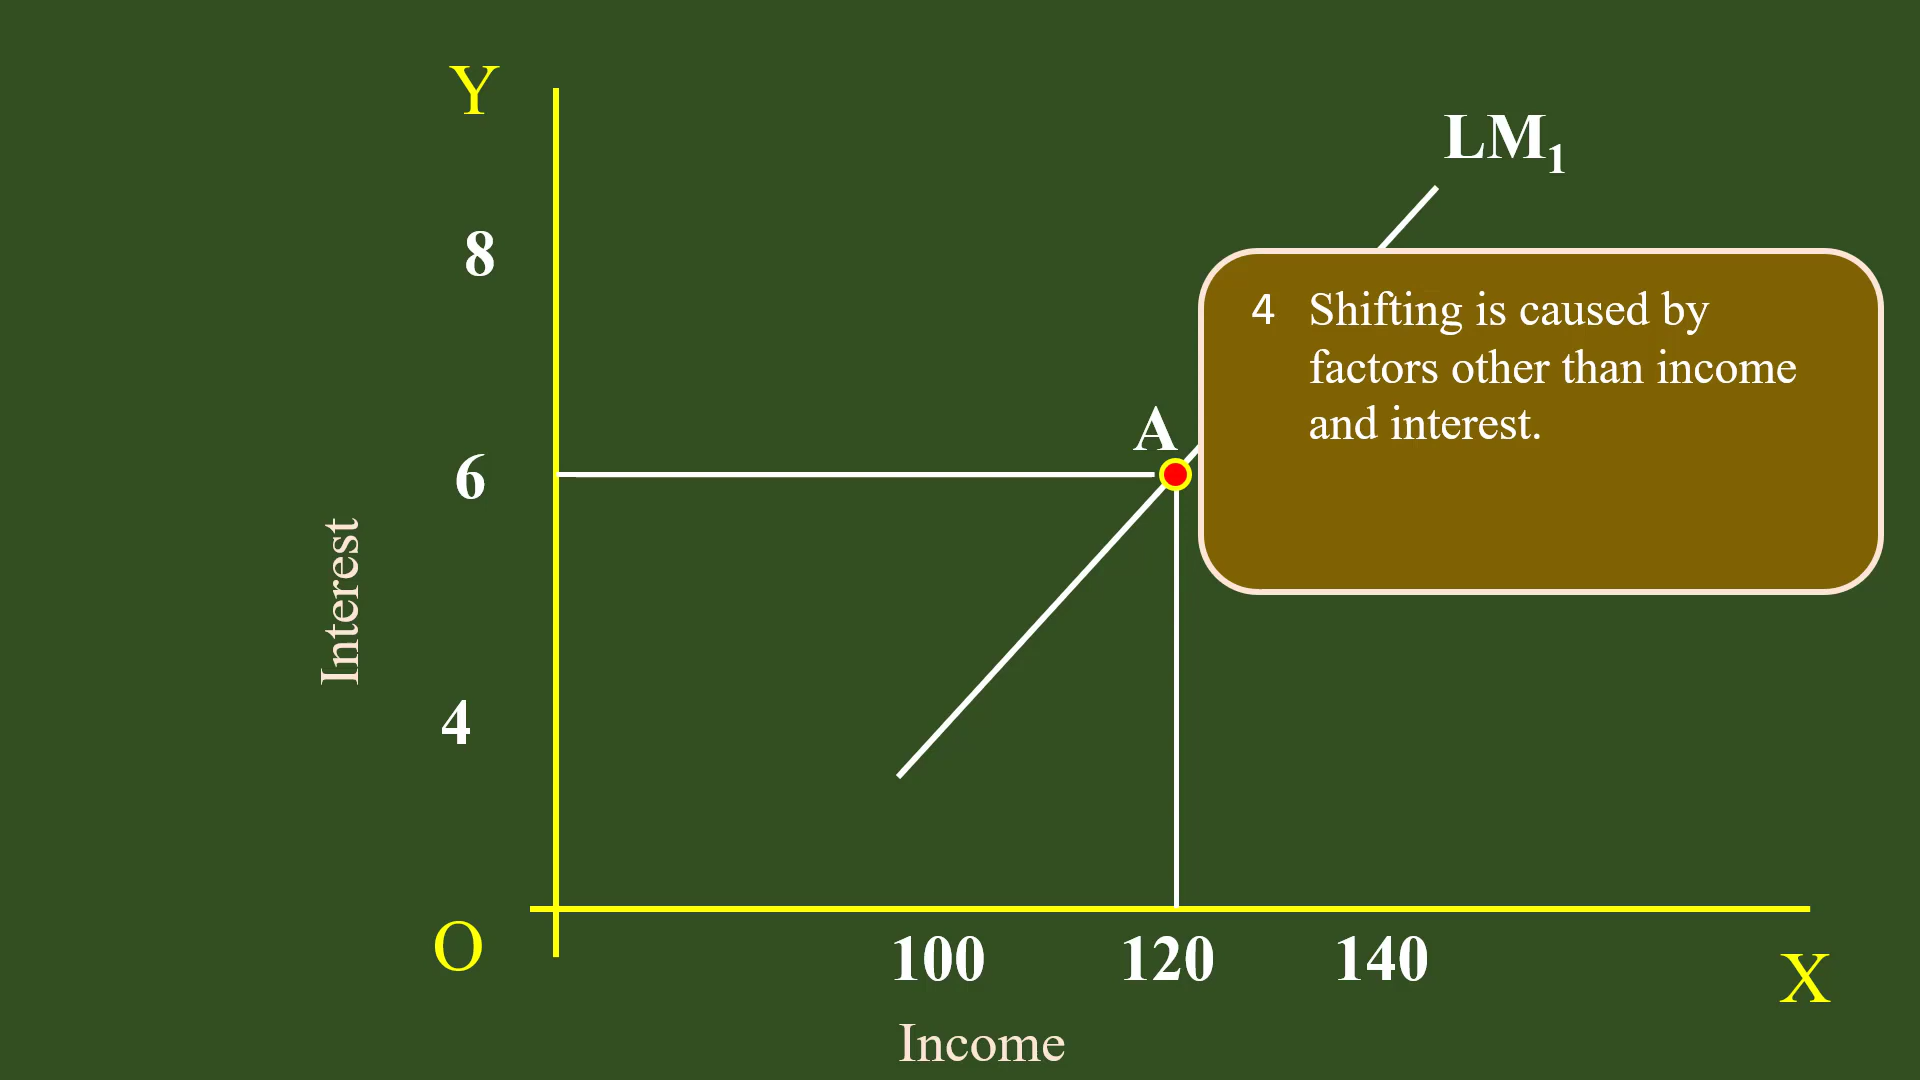 Y
LM₁
8
4 Shifting is caused by
factors other than income
and interest.
A
6
Interest
4
O
100 120 140
X
Income